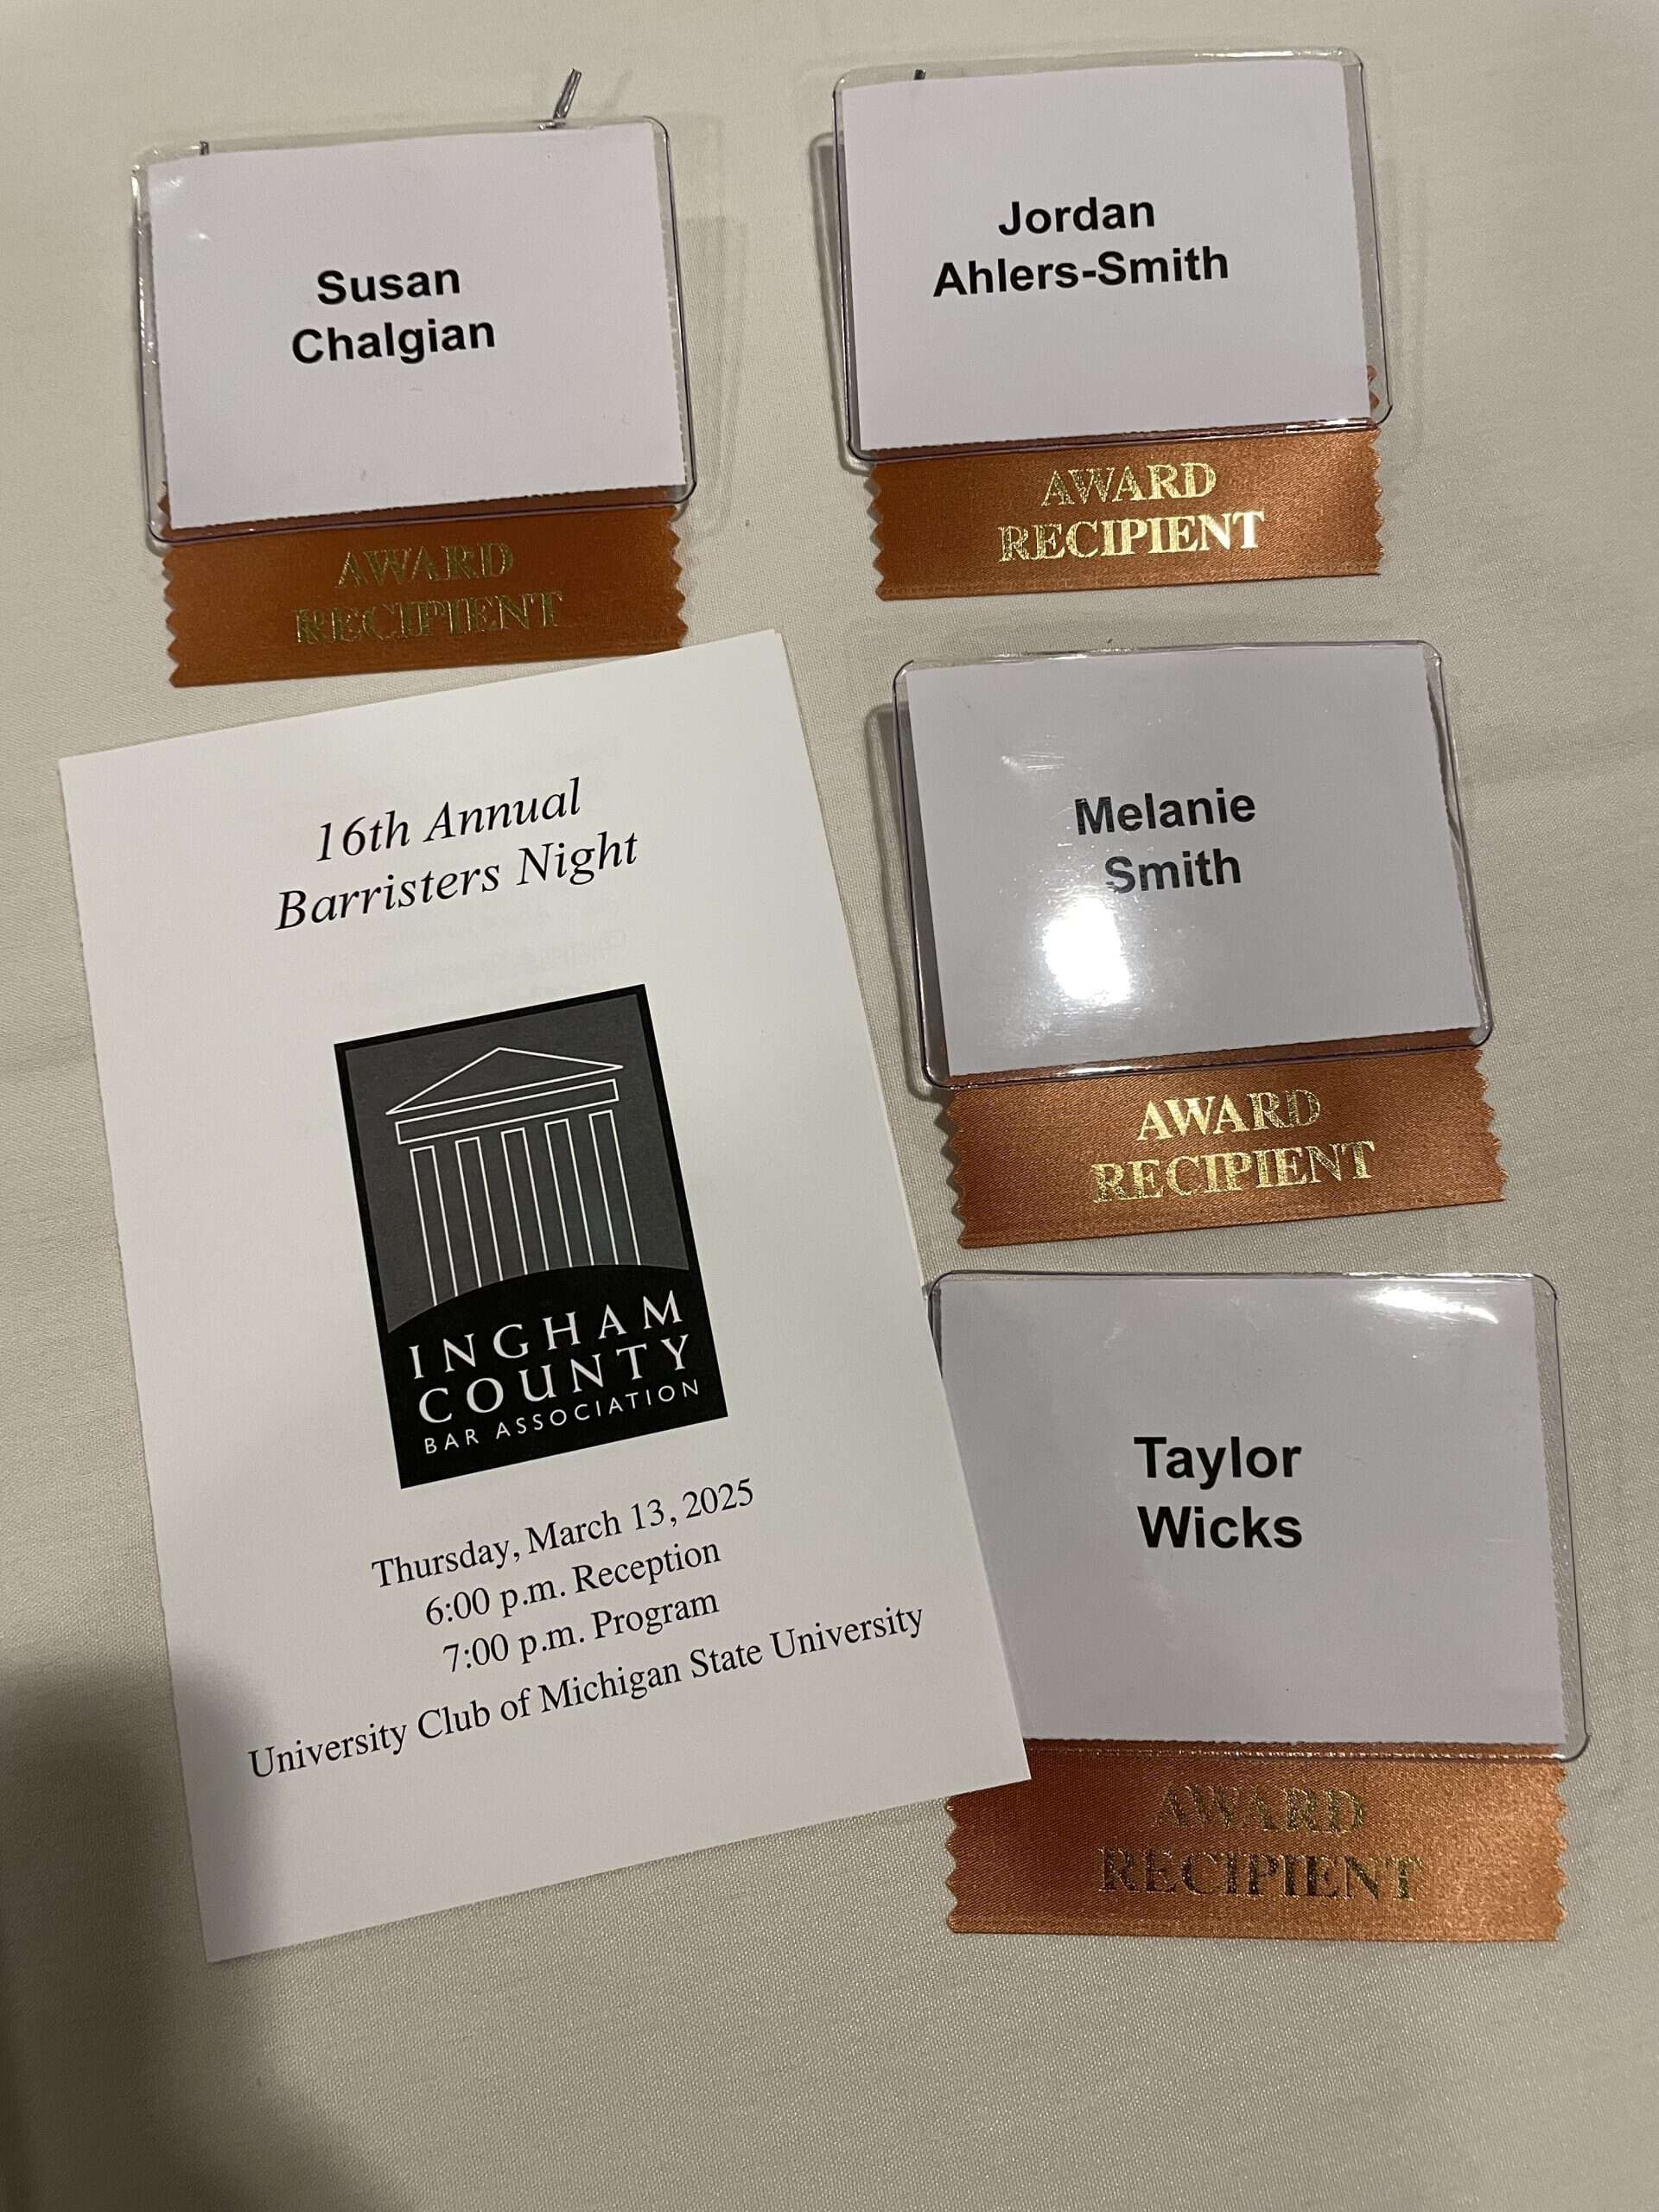 Susan
Chalgian
AWARD
RECIPIENT
Jordan
Ahlers-Smith
AWARD
RECIPIENT
Melanie
Smith
AWARD
RECIPIENT
16th Annual
Barristers Night
INGHAM
COUNTY
BAR ASSOCIATION
Thursday, March 13, 2025
6:00 p.m. Reception
7:00 p.m. Program
University Club of Michigan State University
Taylor
Wicks
AWARD
RECIPIENT